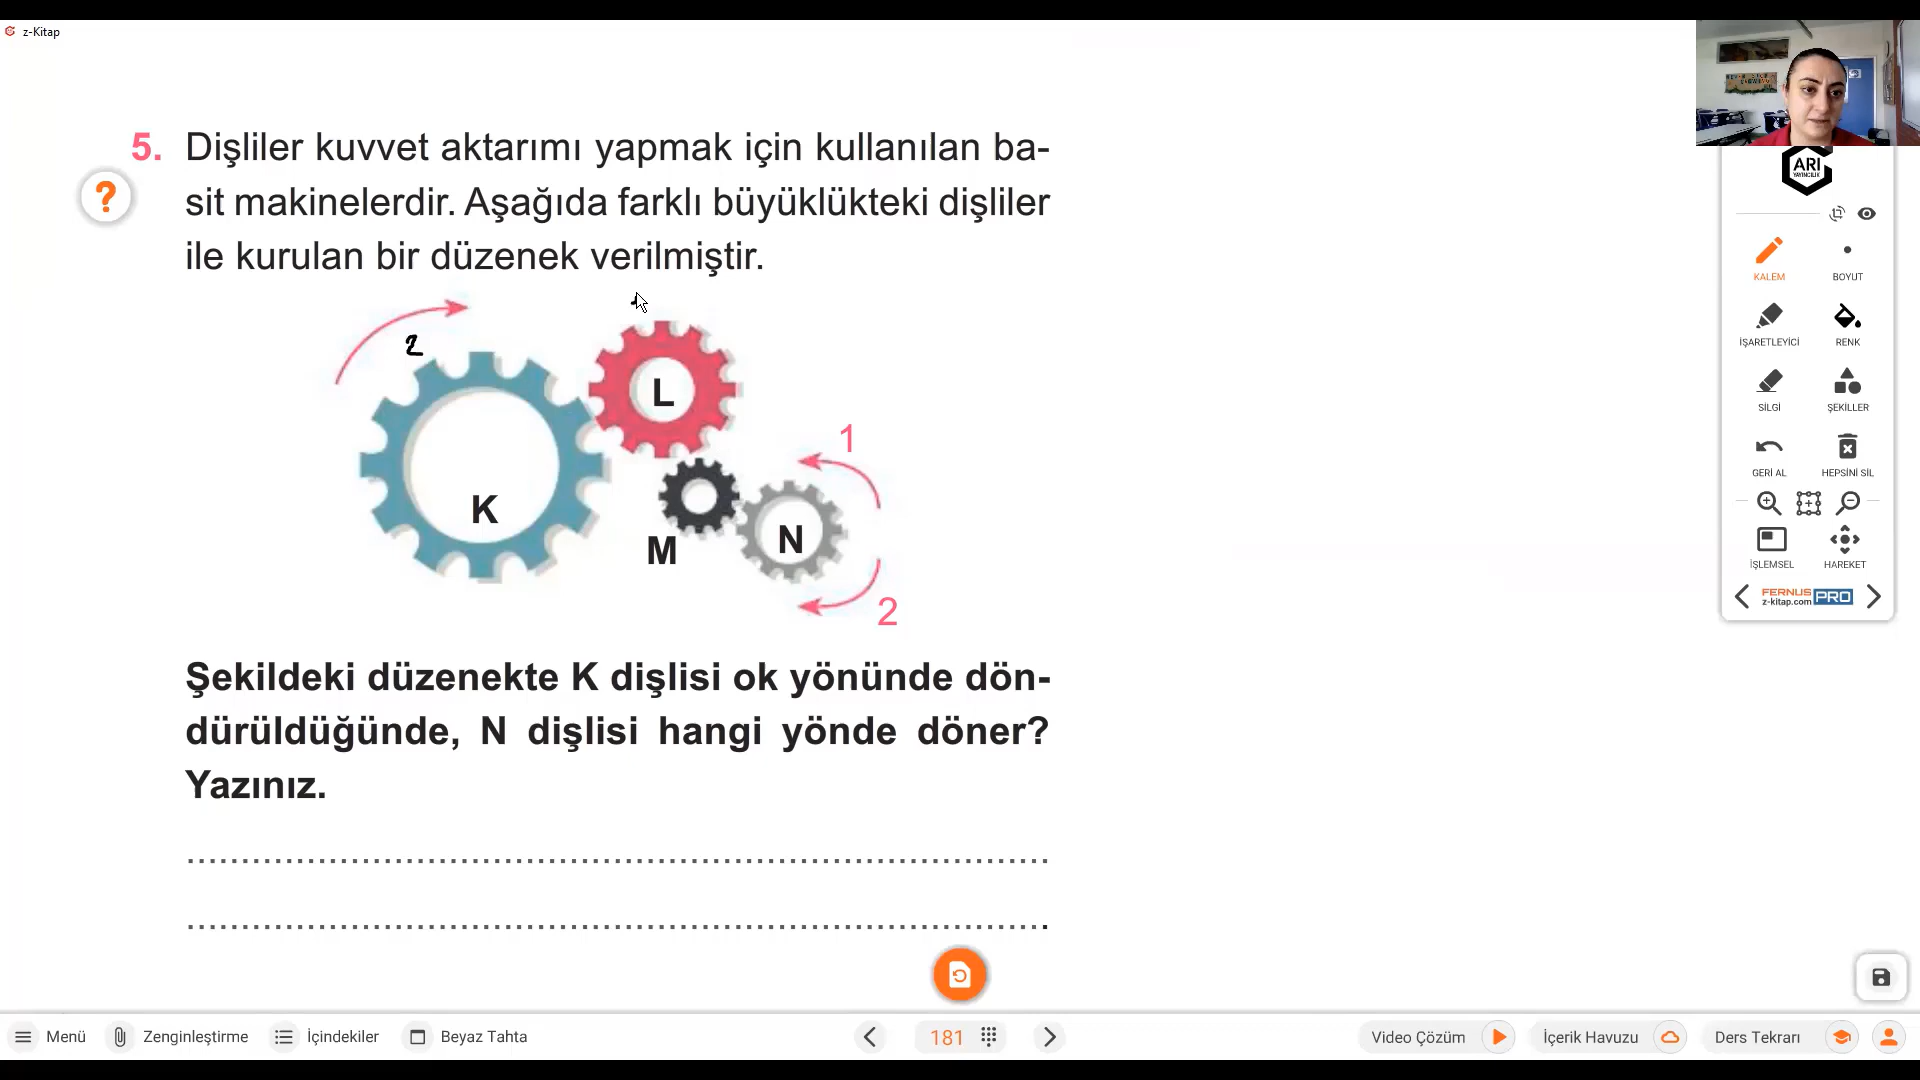 z-Kitap
5. Dişliler kuvvet aktarımı yapmak için kullanılan ba-
sit makinelerdir. Aşağıda farklı büyüklükteki dişliler
ile kurulan bir düzenek verilmiştir.
?
2
L
K
M
N
1
2
Şekildeki düzenekte K dişlisi ok yönünde dön-
dürüldüğünde, N dişlisi hangi yönde döner?
Yazınız.
ARI
YAYINCILIK
KALEM
BOYUT
İŞARETLEYİCİ
RENK
SİLGİ
ŞEKİLLER
GERİ AL
HEPSİNİ SİL
İŞLEMSEL
HAREKET
FERNUS PRO
z-kitap.com
Menü
Zenginleştirme
İçindekiler
Beyaz Tahta
181
Video Çözüm
İçerik Havuzu
Ders Tekrarı